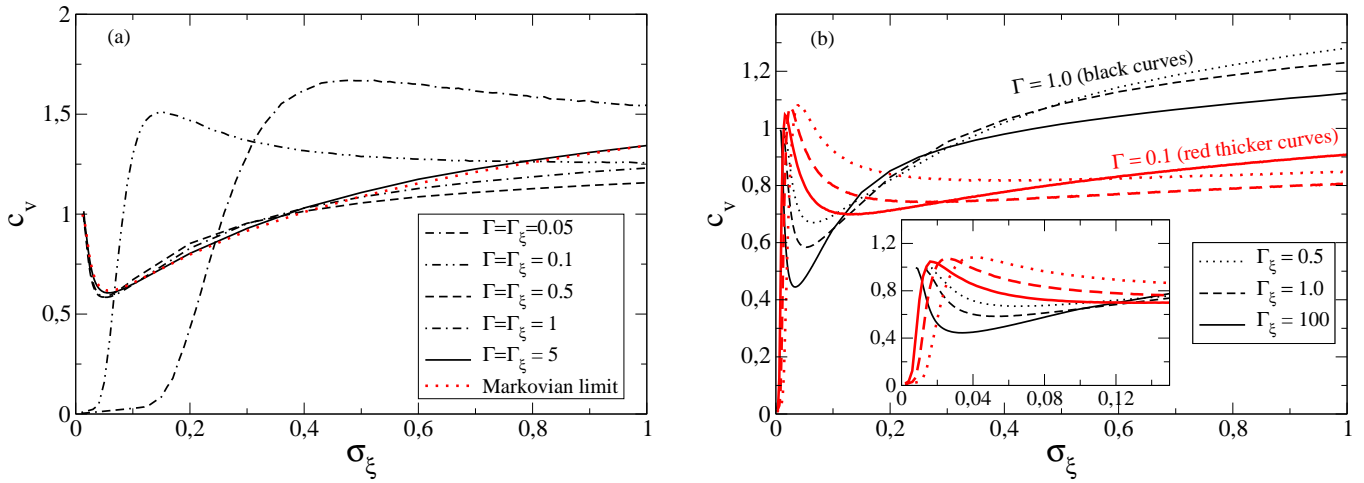 (a)
c_v
2
1.5
1
0.5
0
0 0,2 0,4 0,6 0,8 1
σ_ξ
Γ=Γ_ξ=0.05
Γ=Γ_ξ = 0.1
Γ=Γ_ξ = 0.5
Γ=Γ_ξ = 1
Γ=Γ_ξ = 5
Markovian limit
(b)
c_v
1,2
1
0,8
0,6
0,4
0,2
0
0 0,2 0,4 0,6 0,8 1
σ_ξ
Γ = 1.0 (black curves)
Γ = 0.1 (red thicker curves)
1,2
0,8
0,4
0
0 0,04 0,08 0,12
Γ_ξ = 0.5
Γ_ξ = 1.0
Γ_ξ = 100